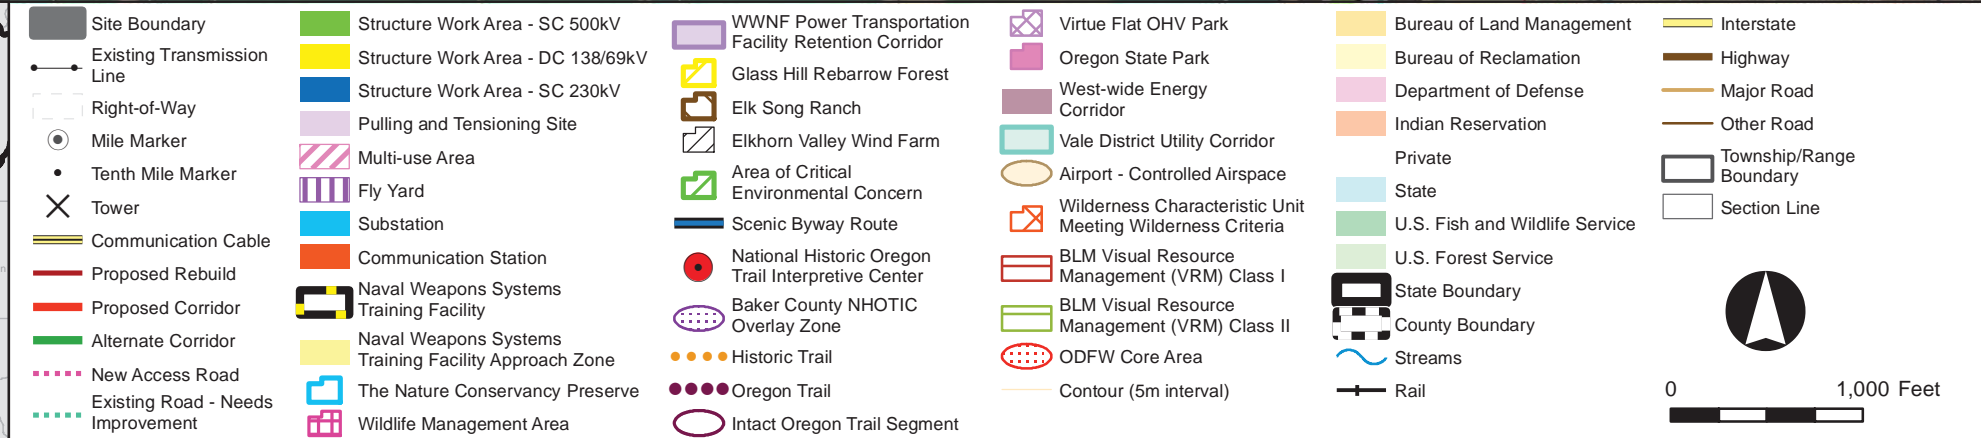 Site Boundary
Existing Transmission
Line
Right-of-Way
Mile Marker
Tenth Mile Marker
Tower
Communication Cable
Proposed Rebuild
Proposed Corridor
Alternate Corridor
New Access Road
Existing Road - Needs
Improvement
Structure Work Area - SC 500kV
Structure Work Area - DC 138/69kV
Structure Work Area - SC 230kV
Pulling and Tensioning Site
Multi-use Area
Fly Yard
Substation
Communication Station
Naval Weapons Systems
Training Facility
Naval Weapons Systems
Training Facility Approach Zone
The Nature Conservancy Preserve
Wildlife Management Area
WWNF Power Transportation
Facility Retention Corridor
Glass Hill Rebarrow Forest
Elk Song Ranch
Elkhorn Valley Wind Farm
Area of Critical
Environmental Concern
Scenic Byway Route
National Historic Oregon
Trail Interpretive Center
Baker County NHOTIC
Overlay Zone
Historic Trail
Oregon Trail
Intact Oregon Trail Segment
Virtue Flat OHV Park
Oregon State Park
West-wide Energy
Corridor
Vale District Utility Corridor
Airport - Controlled Airspace
Wilderness Characteristic Unit
Meeting Wilderness Criteria
BLM Visual Resource
Management (VRM) Class I
BLM Visual Resource
Management (VRM) Class II
ODFW Core Area
Contour (5m interval)
Bureau of Land Management
Bureau of Reclamation
Department of Defense
Indian Reservation
Private
State
U.S. Fish and Wildlife Service
U.S. Forest Service
State Boundary
County Boundary
Streams
Rail
Interstate
Highway
Major Road
Other Road
Township/Range
Boundary
Section Line
0 1,000 Feet